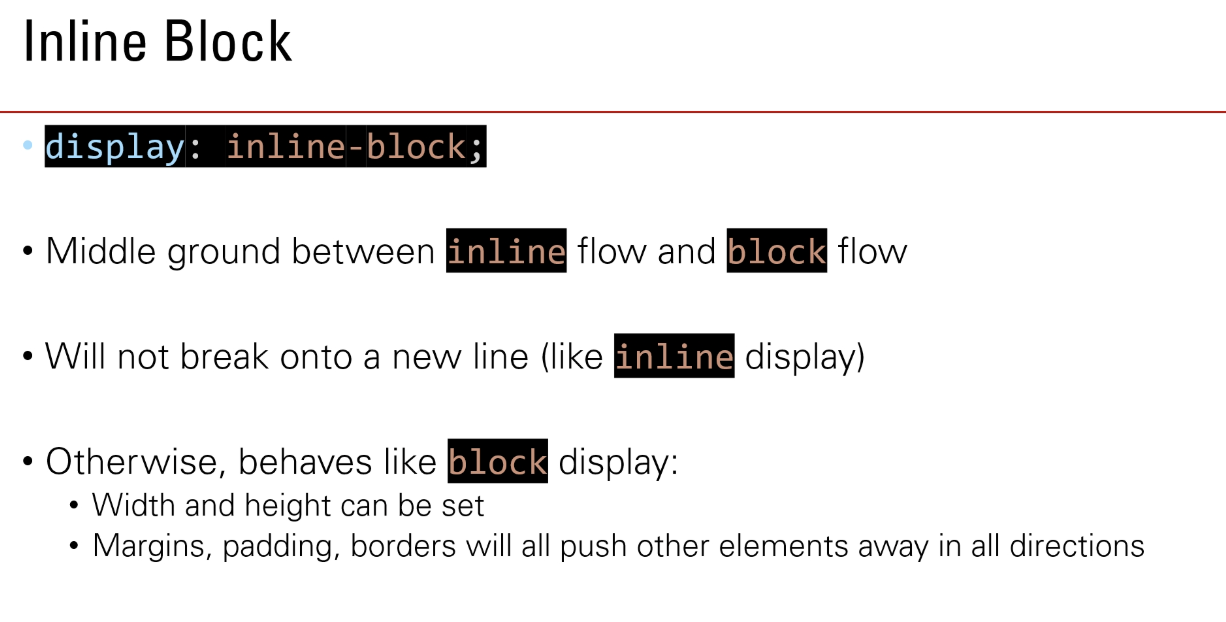 Inline Block
• display: inline-block;
• Middle ground between inline flow and block flow
• Will not break onto a new line (like inline display)
• Otherwise, behaves like block display:
• Width and height can be set
• Margins, padding, borders will all push other elements away in all directions